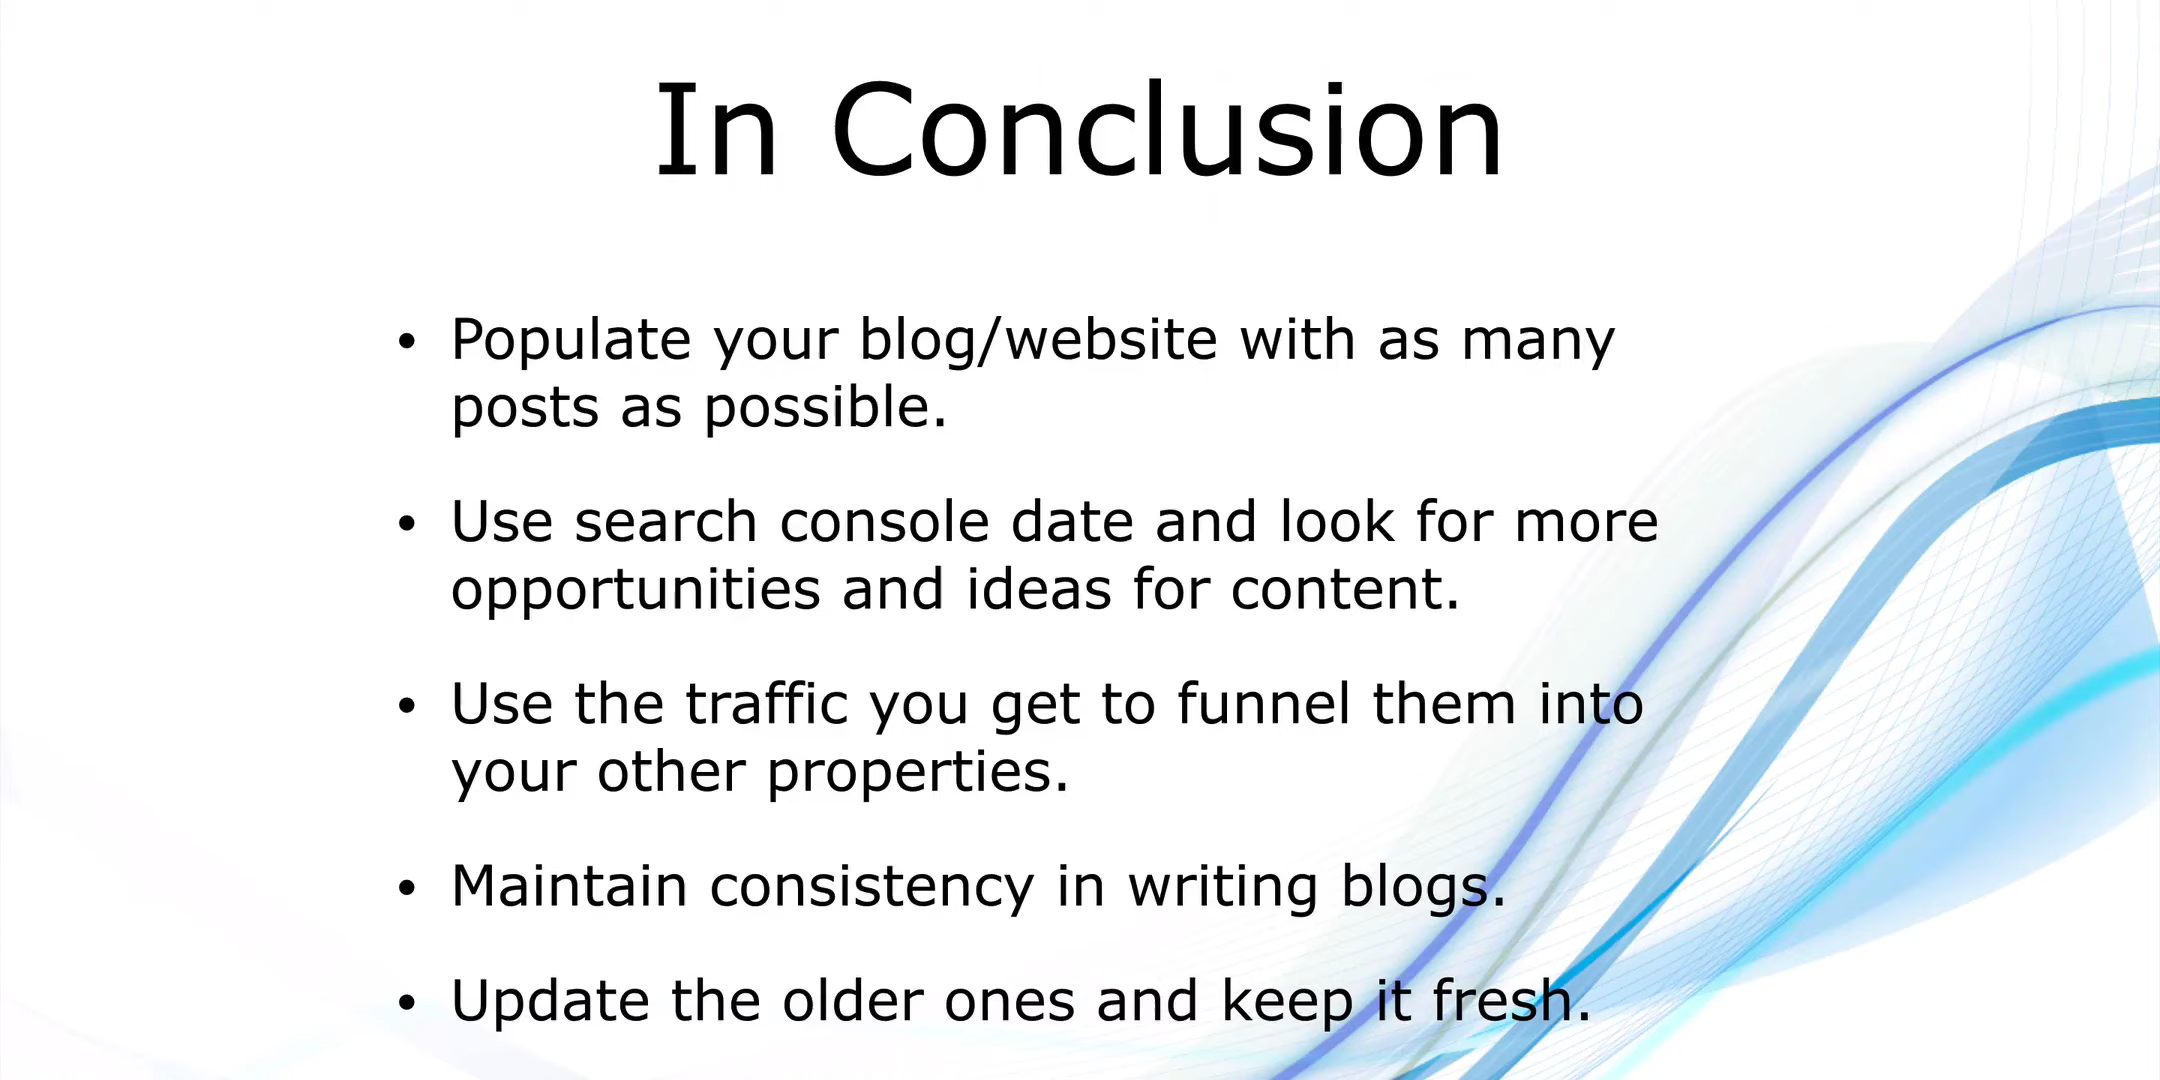 In Conclusion
• Populate your blog/website with as many
posts as possible.
• Use search console date and look for more
opportunities and ideas for content.
• Use the traffic you get to funnel them into
your other properties.
• Maintain consistency in writing blogs.
• Update the older ones and keep it fresh.